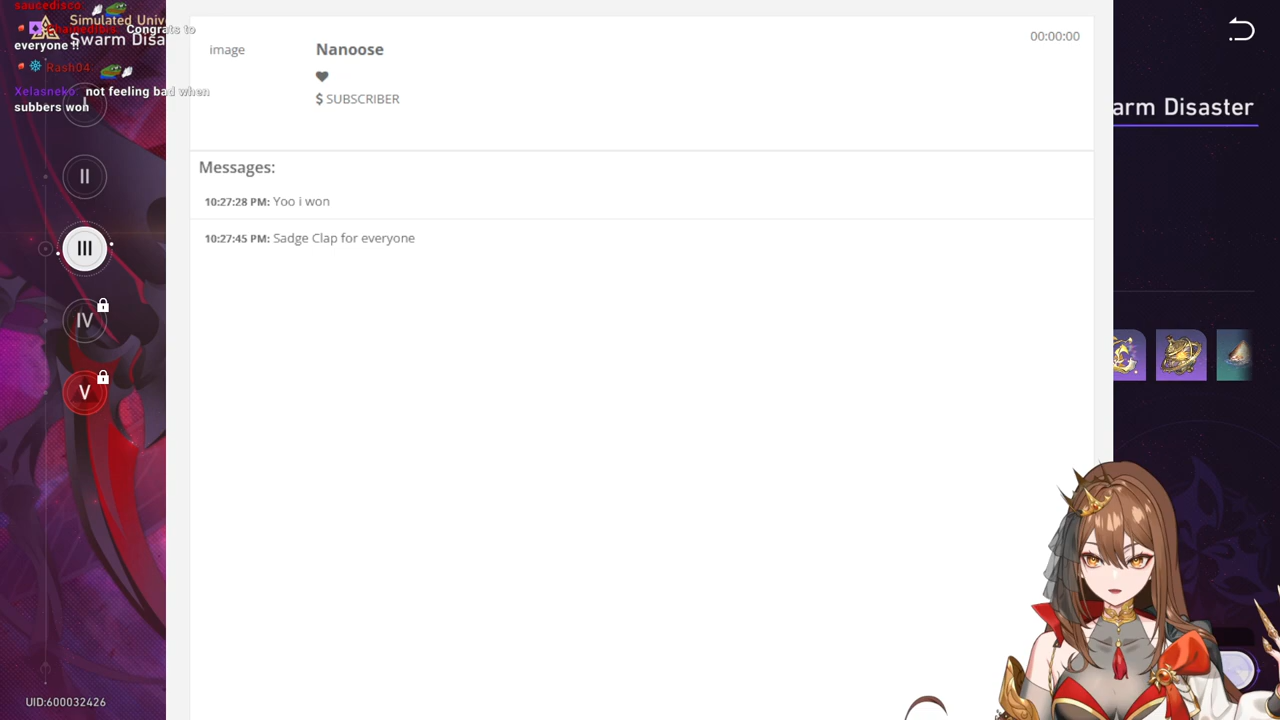 saucedisco:
Simulated Univ
Chainedibis: Congrats to
everyone !!
Swarm Disa
Rash04:
Xelasneko: not feeling bad when
subbers won
I
II
III
IV
V
UID:600032426
image
Nanoose
00:00:00
$ SUBSCRIBER
Messages:
10:27:28 PM: Yoo i won
10:27:45 PM: Sadge Clap for everyone
arm Disaster